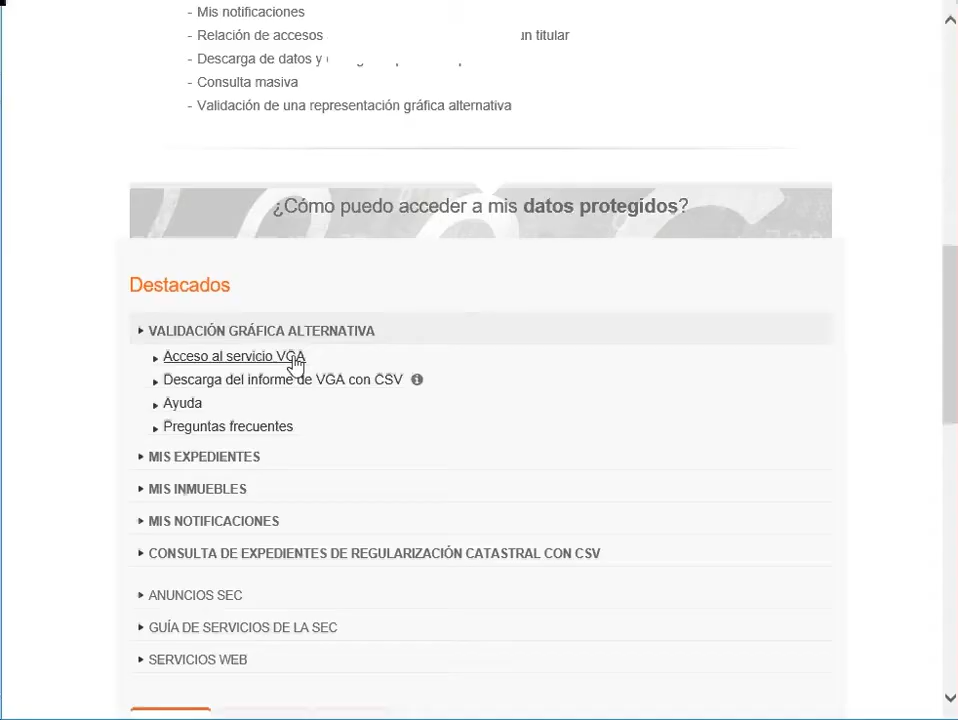 - Mis notificaciones
- Relación de accesos un titular
- Descarga de datos y
- Consulta masiva
- Validación de una representación gráfica alternativa
¿Cómo puedo acceder a mis datos protegidos?
Destacados
VALIDACIÓN GRÁFICA ALTERNATIVA
Acceso al servicio VGA
Descarga del informe de VGA con CSV
Ayuda
Preguntas frecuentes
MIS EXPEDIENTES
MIS INMUEBLES
MIS NOTIFICACIONES
CONSULTA DE EXPEDIENTES DE REGULARIZACIÓN CATASTRAL CON CSV
ANUNCIOS SEC
GUÍA DE SERVICIOS DE LA SEC
SERVICIOS WEB